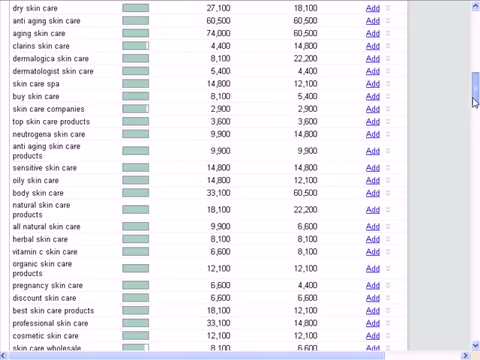 dry skin care 27,100 18,100 Add
anti aging skin care 60,500 60,500 Add
aging skin care 74,000 60,500 Add
clarins skin care 4,400 14,800 Add
dermalogica skin care 8,100 22,200 Add
dermatologist skin care 5,400 4,400 Add
skin care spa 14,800 12,100 Add
buy skin care 8,100 5,400 Add
skin care companies 2,900 2,900 Add
top skin care products 3,600 3,600 Add
neutrogena skin care 9,900 14,800 Add
anti aging skin care
products 9,900 9,900 Add
sensitive skin care 14,800 14,800 Add
oily skin care 14,800 12,100 Add
body skin care 33,100 60,500 Add
natural skin care
products 18,100 22,200 Add
all natural skin care 9,900 6,600 Add
herbal skin care 8,100 8,100 Add
vitamin c skin care 6,600 8,100 Add
organic skin care
products 12,100 12,100 Add
pregnancy skin care 6,600 4,400 Add
discount skin care 6,600 6,600 Add
best skin care products 8,100 6,600 Add
professional skin care 33,100 14,800 Add
cosmetic skin care 12,100 12,100 Add
skin care wholesale 8,100 6,600 Add